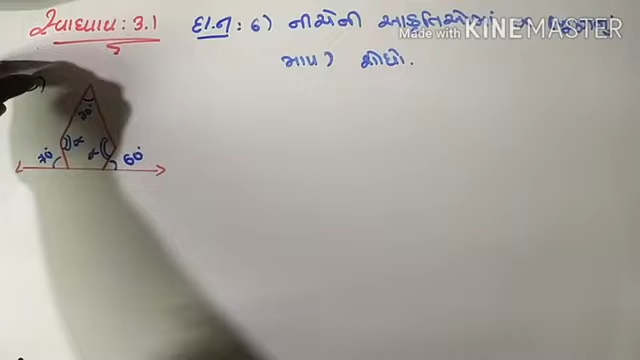 સ્વાધ્યાય: 3.1 દા.ન: 6) નીચેની આકૃતિઓમાં x
Made with KINEMASTER
માપ શોધો.
30°
x x
70° 60°